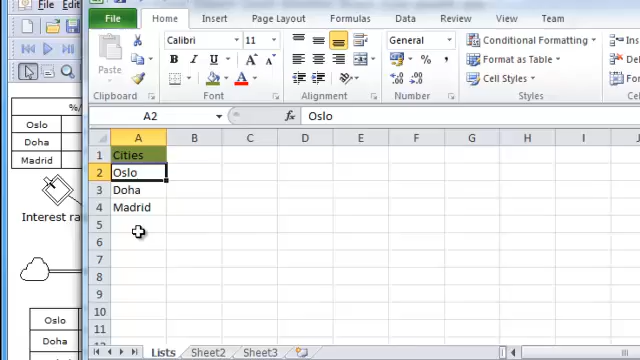 File Home Insert Page Layout Formulas Data Review View Team
Calibri 11 General Conditional Formatting
Paste Format as Table
Cell Styles
Clipboard Font Alignment Number Styles
A2 fx Oslo
A B C D E F G H I
1 Cities
2 Oslo
3 Doha
4 Madrid
5
6
7
8
9
10
11
Lists Sheet2 Sheet3
%/
Oslo
Doha
Madrid
Interest ra
Oslo
Doha
Madrid